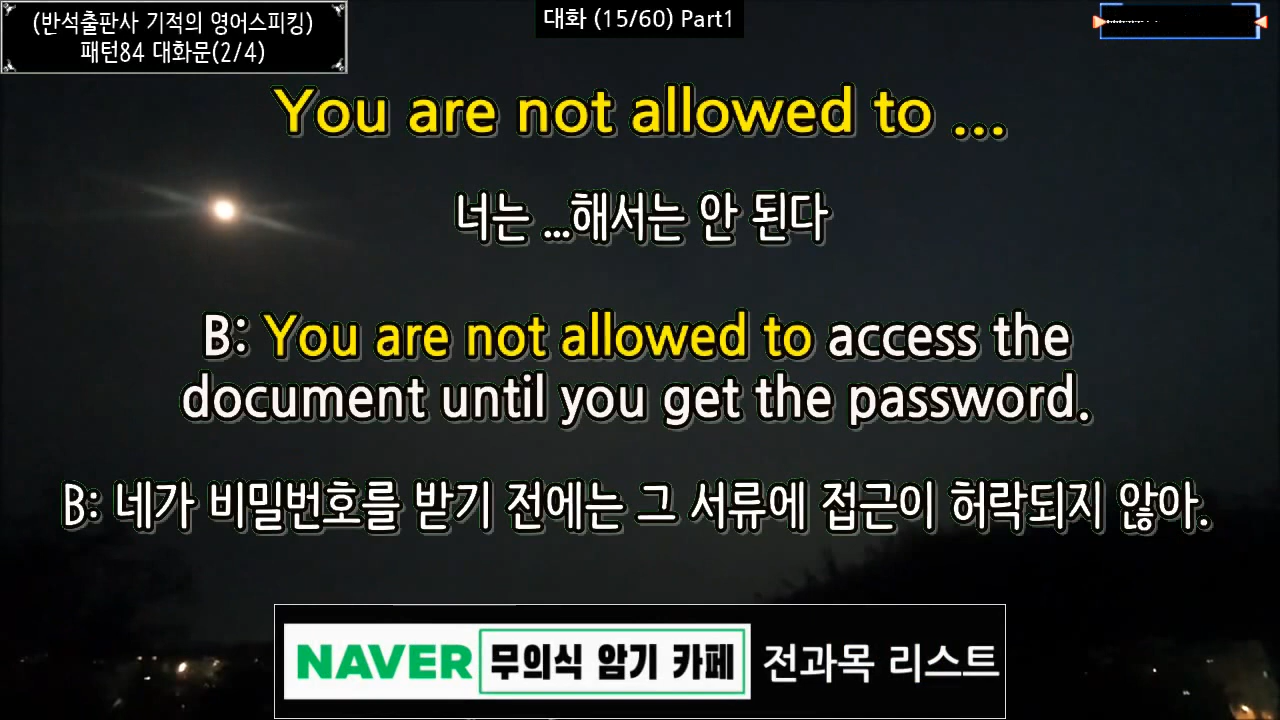 (반석출판사 기적의 영어스피킹)
패턴84 대화문(2/4)
대화 (15/60) Part1
You are not allowed to ...
너는 ...해서는 안 된다
B: You are not allowed to access the
document until you get the password.
B: 네가 비밀번호를 받기 전에는 그 서류에 접근이 허락되지 않아.
NAVER 무의식 암기 카페 전과목 리스트